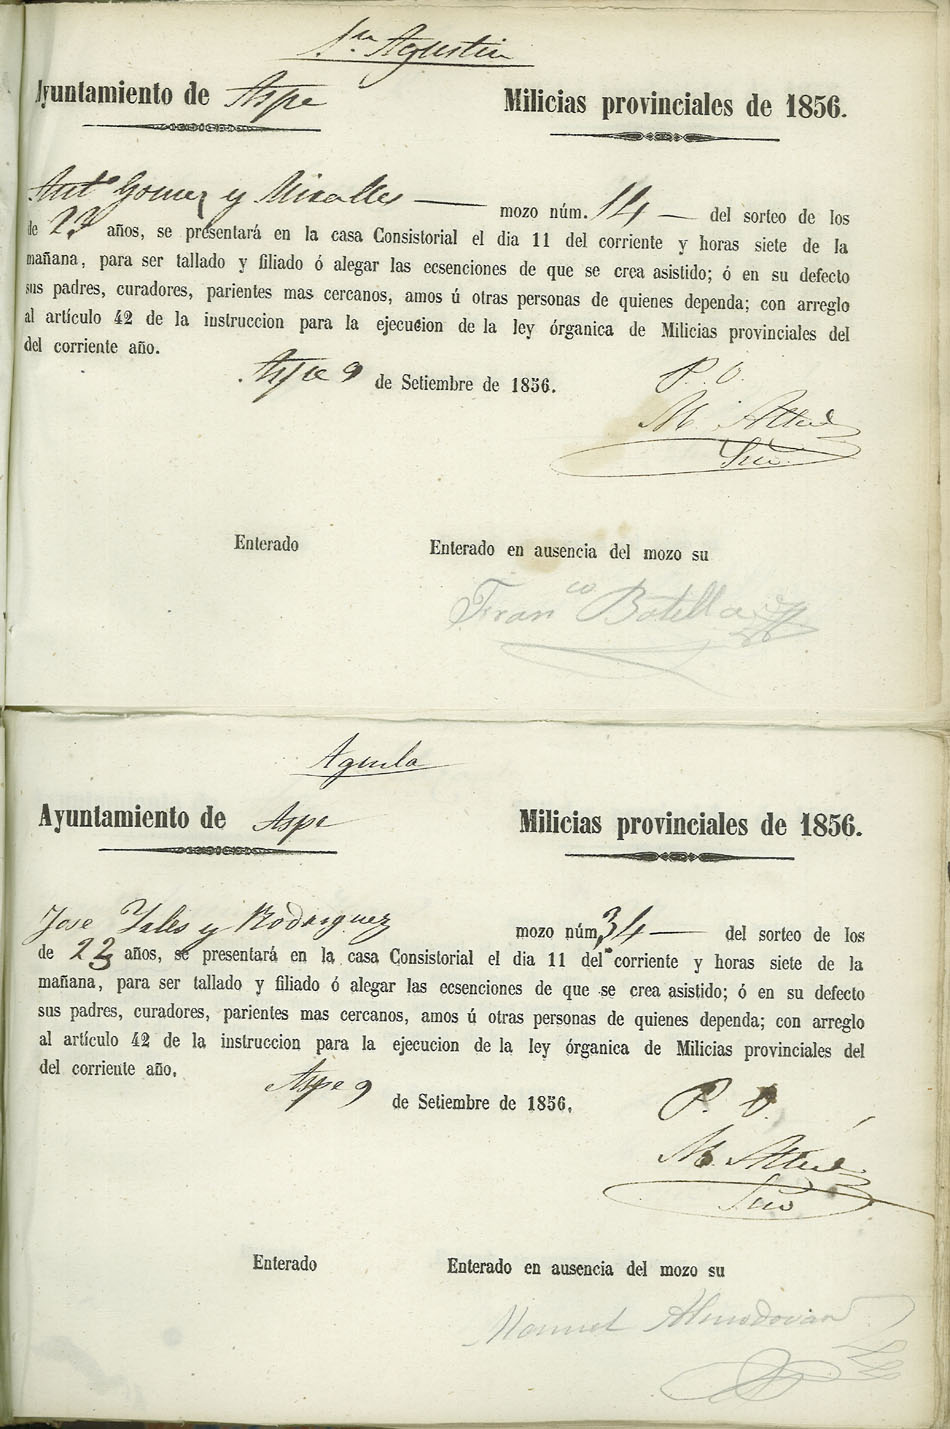 Sn Agustin
Ayuntamiento de Aspe
Milicias provinciales de 1856.
Anto Gomez y Miralles — mozo núm. 14 — del sorteo de los
de 22 años, se presentará en la casa Consistorial el dia 11 del corriente y horas siete de la
mañana, para ser tallado y filiado ó alegar las ecsenciones de que se crea asistido; ó en su defecto
sus padres, curadores, parientes mas cercanos, amos ú otras personas de quienes dependa; con arreglo
al artículo 42 de la instruccion para la ejecucion de la ley órganica de Milicias provinciales del
del corriente año.
Aspe 9 de Setiembre de 1856.
P. O.
M.
Srio.
Enterado
Enterado en ausencia del mozo su
Franco Botella
Aguila
Ayuntamiento de Aspe
Milicias provinciales de 1856.
Jose Yales y Rodriguez mozo núm. 34 — del sorteo de los
de 23 años, se presentará en la casa Consistorial el dia 11 del corriente y horas siete de la
mañana, para ser tallado y filiado ó alegar las ecsenciones de que se crea asistido; ó en su defecto
sus padres, curadores, parientes mas cercanos, amos ú otras personas de quienes dependa; con arreglo
al artículo 42 de la instruccion para la ejecucion de la ley órganica de Milicias provinciales del
del corriente año.
Aspe 9 de Setiembre de 1856.
P. O.
M.
Srio
Enterado
Enterado en ausencia del mozo su
Manuel Almodovar